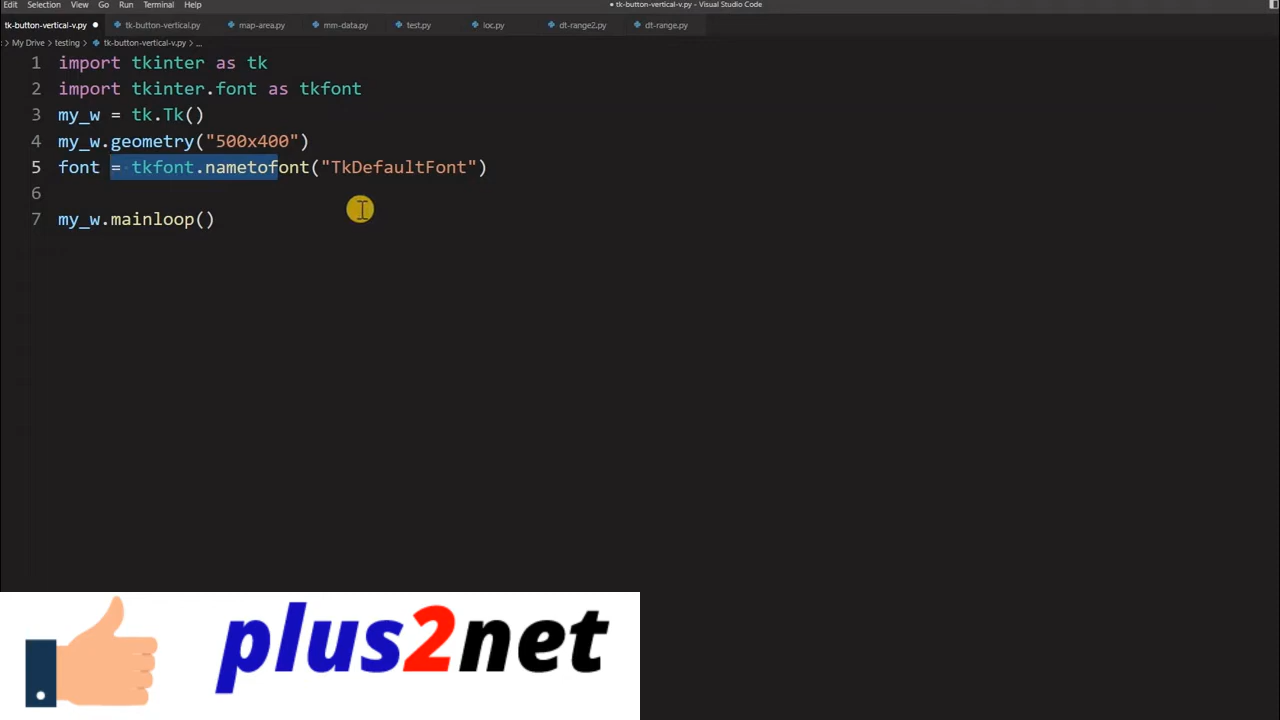 Edit Selection View Go Run Terminal Help
• tk-button-vertical-v.py - Visual Studio Code
tk-button-vertical-v.py tk-button-vertical.py map-area.py mm-data.py test.py loc.py dt-range2.py dt-range.py
: > My Drive > testing > tk-button-vertical-v.py > ...
1 import tkinter as tk
2 import tkinter.font as tkfont
3 my_w = tk.Tk()
4 my_w.geometry("500x400")
5 font = tkfont.nametofont("TkDefaultFont")
6
7 my_w.mainloop()
plus2net